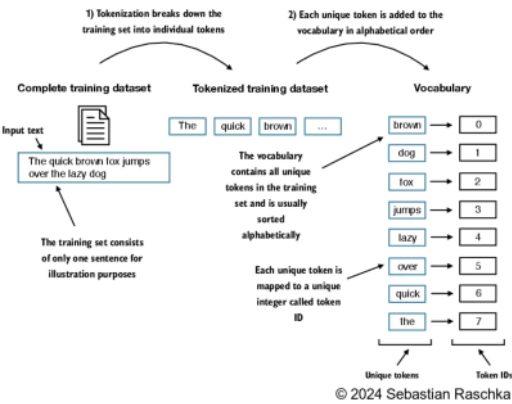 1) Tokenization breaks down the
training set into individual tokens
2) Each unique token is added to the
vocabulary in alphabetical order
Complete training dataset
Tokenized training dataset
Vocabulary
Input text
The quick brown fox jumps
over the lazy dog
The training set consists
of only one sentence for
illustration purposes
The quick brown ...
The vocabulary
contains all unique
tokens in the training
set and is usually
sorted
alphabetically
Each unique token is
mapped to a unique
integer called token
ID
brown 0
dog 1
fox 2
jumps 3
lazy 4
over 5
quick 6
the 7
Unique tokens
Token IDs
© 2024 Sebastian Raschka